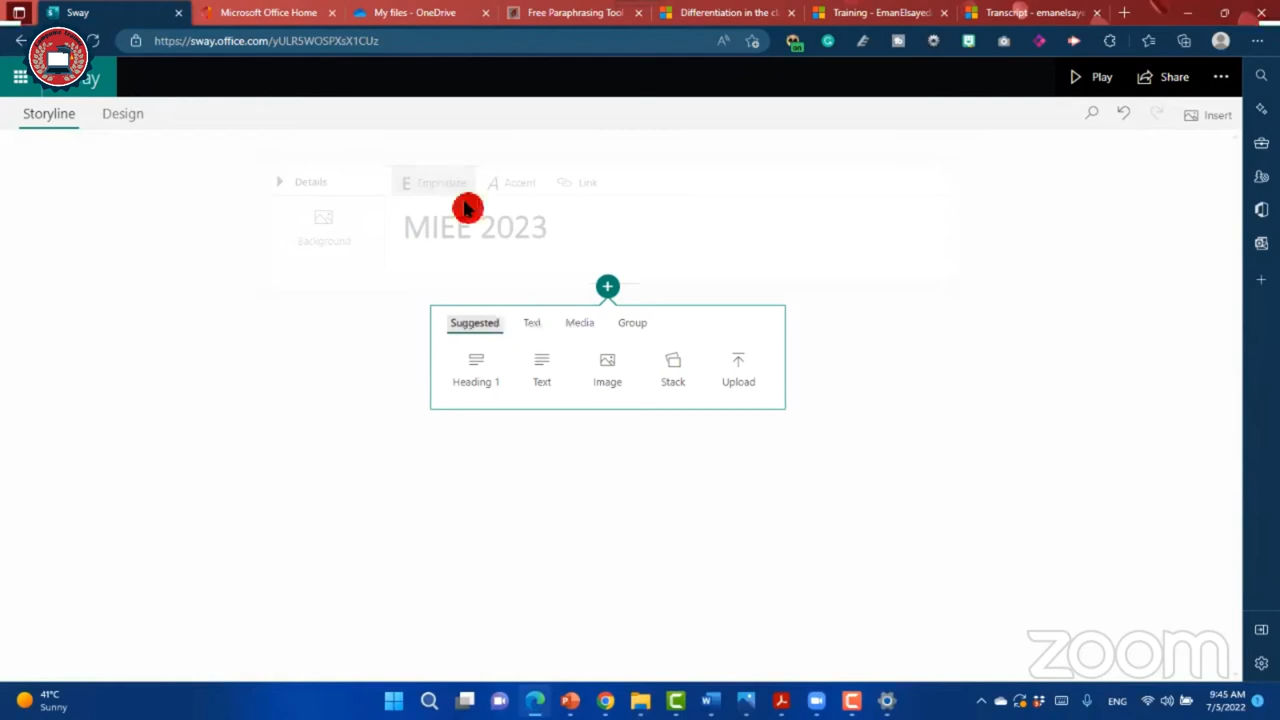 Sway
Microsoft Office Home
My files - OneDrive
Free Paraphrasing Tool
Differentiation in the cl
Training - EmanElsayed
Transcript - emanelsaye
https://sway.office.com/yULR5WOSPXsX1CUz
ay
Play
Share
Storyline
Design
Insert
Details
E Emphasize
A Accent
Link
Background
MIEE 2023
Suggested
Text
Media
Group
Heading 1
Text
Image
Stack
Upload
zoom
41°C
Sunny
ENG
9:45 AM
7/5/2022